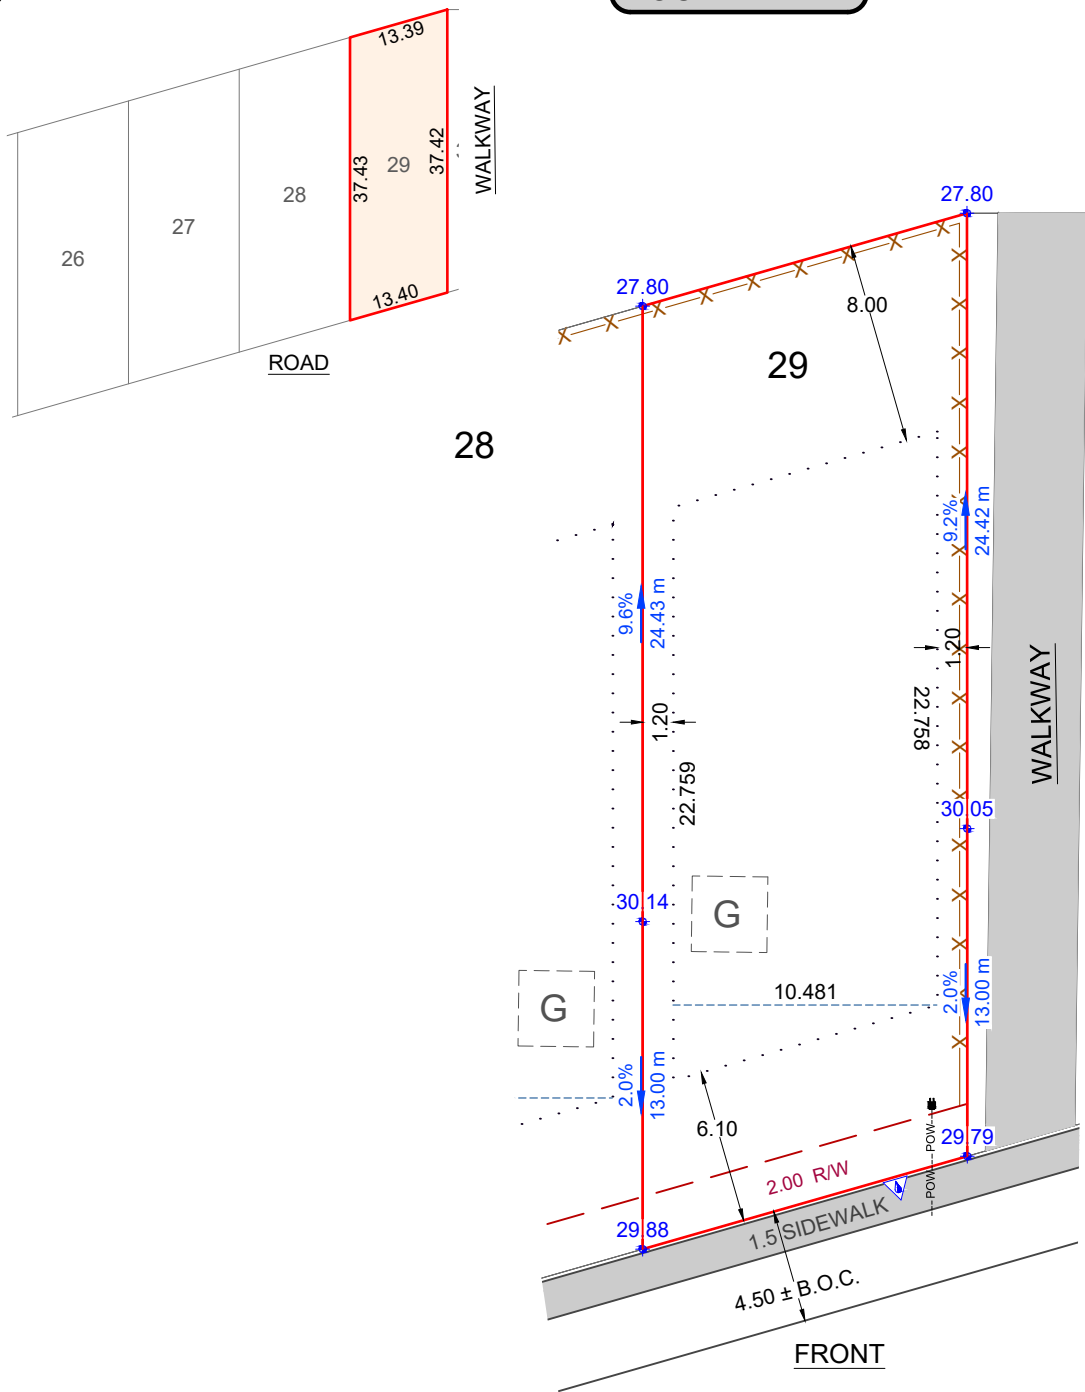 13.39
37.43
29
37.42
WALKWAY
28
27
26
13.40
ROAD
27.80
27.80
8.00
29
28
9.2%
24.42 m
9.6%
24.43 m
1.20
1.20
22.758
22.759
WALKWAY
30.05
30.14
G
G
10.481
2.0%
13.00 m
2.0%
13.00 m
6.10
POW
POW
29.79
2.00 R/W
29.88
1.5 SIDEWALK
4.50 ± B.O.C.
FRONT